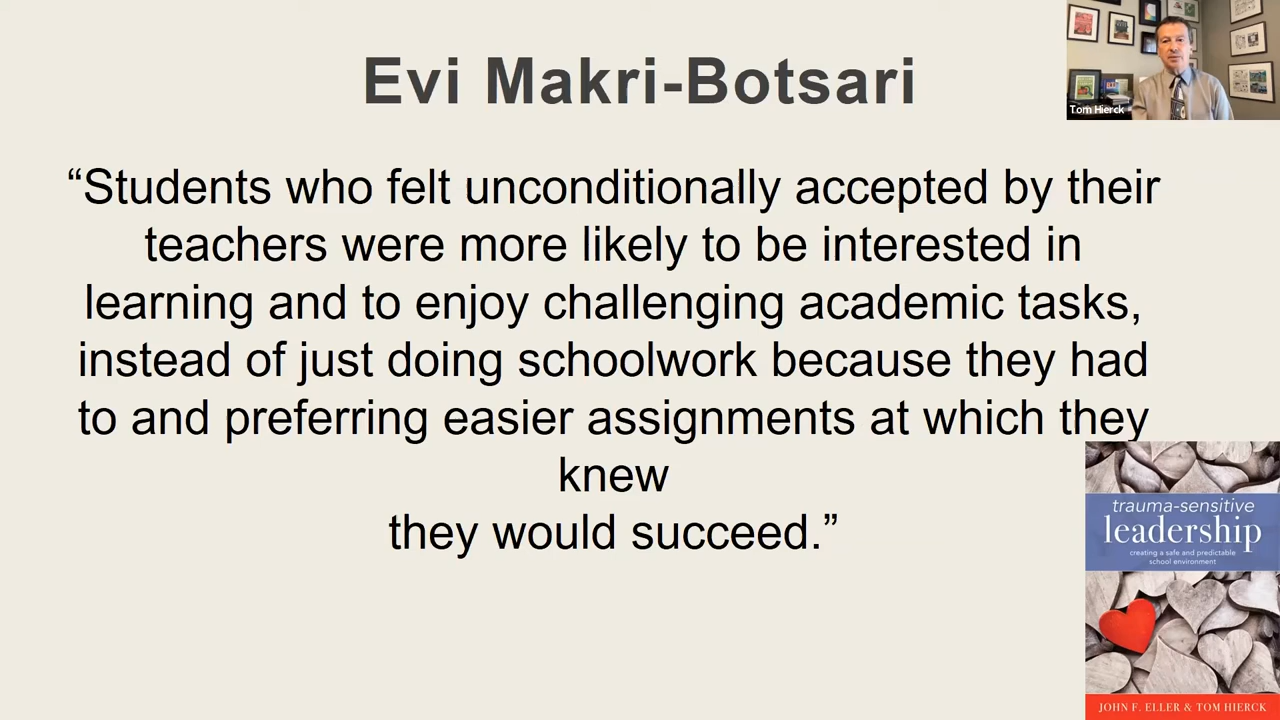 Evi Makri-Botsari
Tom Hierck
“Students who felt unconditionally accepted by their
teachers were more likely to be interested in
learning and to enjoy challenging academic tasks,
instead of just doing schoolwork because they had
to and preferring easier assignments at which they
knew
they would succeed.”
trauma-sensitive
leadership
creating a safe and predictable
school environment
JOHN F. ELLER & TOM HIERCK